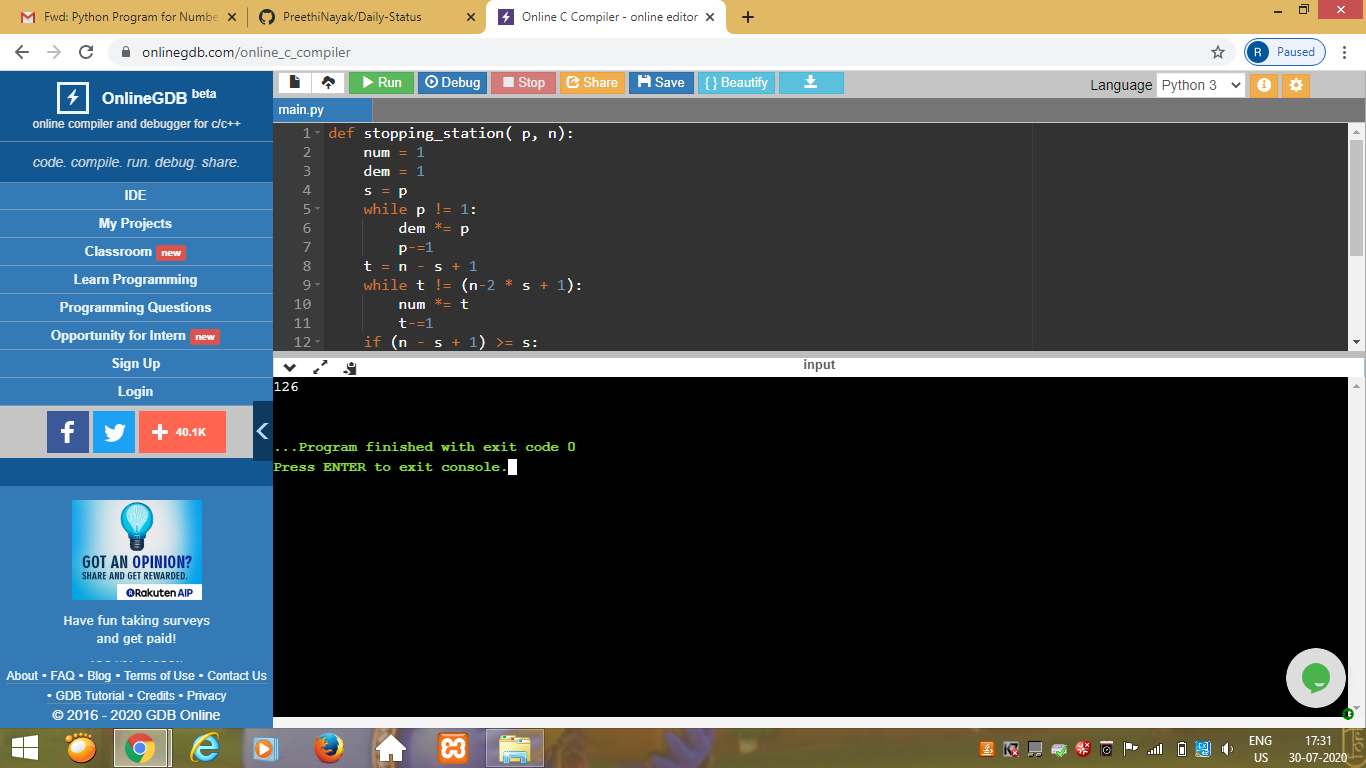 Fwd: Python Program for Numbe
PreethiNayak/Daily-Status
Online C Compiler - online editor
onlinegdb.com/online_c_compiler
R Paused
OnlineGDB beta
online compiler and debugger for c/c++
code. compile. run. debug. share.
IDE
My Projects
Classroom new
Learn Programming
Programming Questions
Opportunity for Intern new
Sign Up
Login
f
40.1K
GOT AN OPINION?
SHARE AND GET REWARDED.
Rakuten AIP
Have fun taking surveys
and get paid!
About • FAQ • Blog • Terms of Use • Contact Us
• GDB Tutorial • Credits • Privacy
© 2016 - 2020 GDB Online
Run Debug Stop Share Save { } Beautify
Language Python 3
main.py
1 def stopping_station( p, n):
2 num = 1
3 dem = 1
4 s = p
5 while p != 1:
6 dem *= p
7 p-=1
8 t = n - s + 1
9 while t != (n-2 * s + 1):
10 num *= t
11 t-=1
12 if (n - s + 1) >= s:
input
126
...Program finished with exit code 0
Press ENTER to exit console.
ENG 17:31
US 30-07-2020